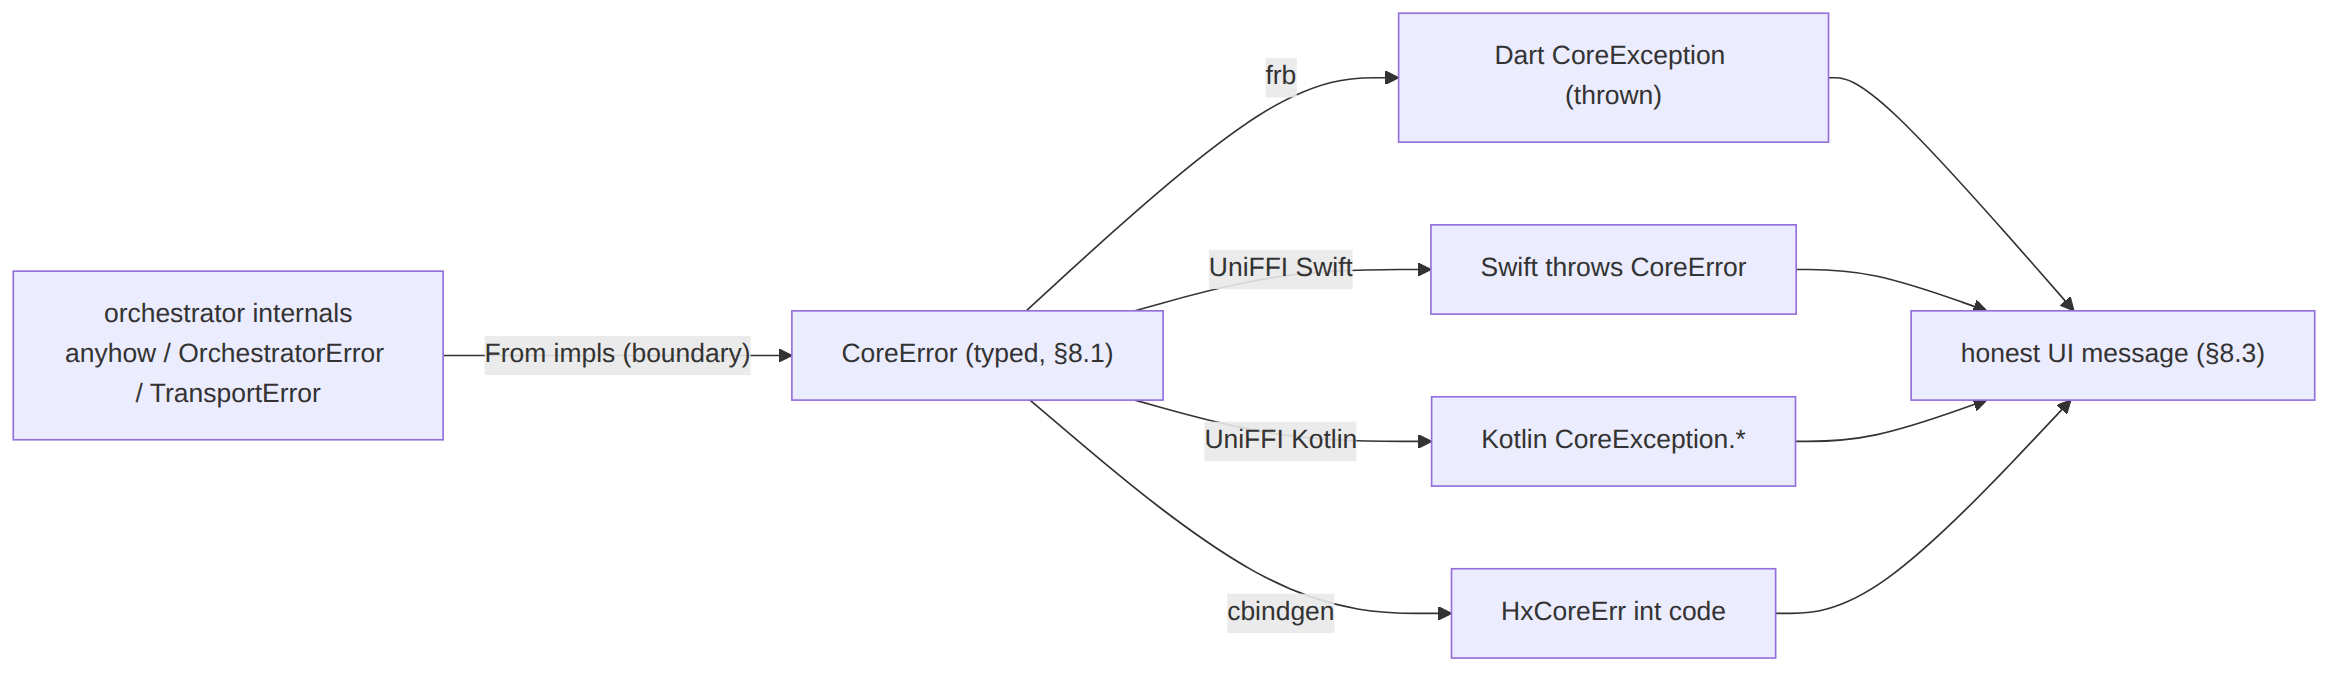 orchestrator internals
anyhow / OrchestratorError
/ TransportError
From impls (boundary)
CoreError (typed, §8.1)
frb
UniFFI Swift
UniFFI Kotlin
cbindgen
Dart CoreException
(thrown)
Swift throws CoreError
Kotlin CoreException.*
HxCoreErr int code
honest UI message (§8.3)